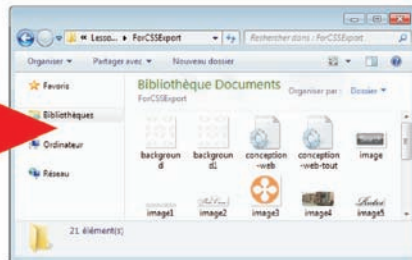 « Lesso... ▸ ForCSSExport
Rechercher dans : ForCSSExport
Organiser ▾ Partager avec ▾ Nouveau dossier
Favoris
Bibliothèques
Ordinateur
Réseau
Bibliothèque Documents
ForCSSExport
Organiser par : Dossier ▾
backgroun
d
backgroun
d1
conception
-web
conception
-web-tout
image
image1
image2
image3
image4
image5
21 élément(s)